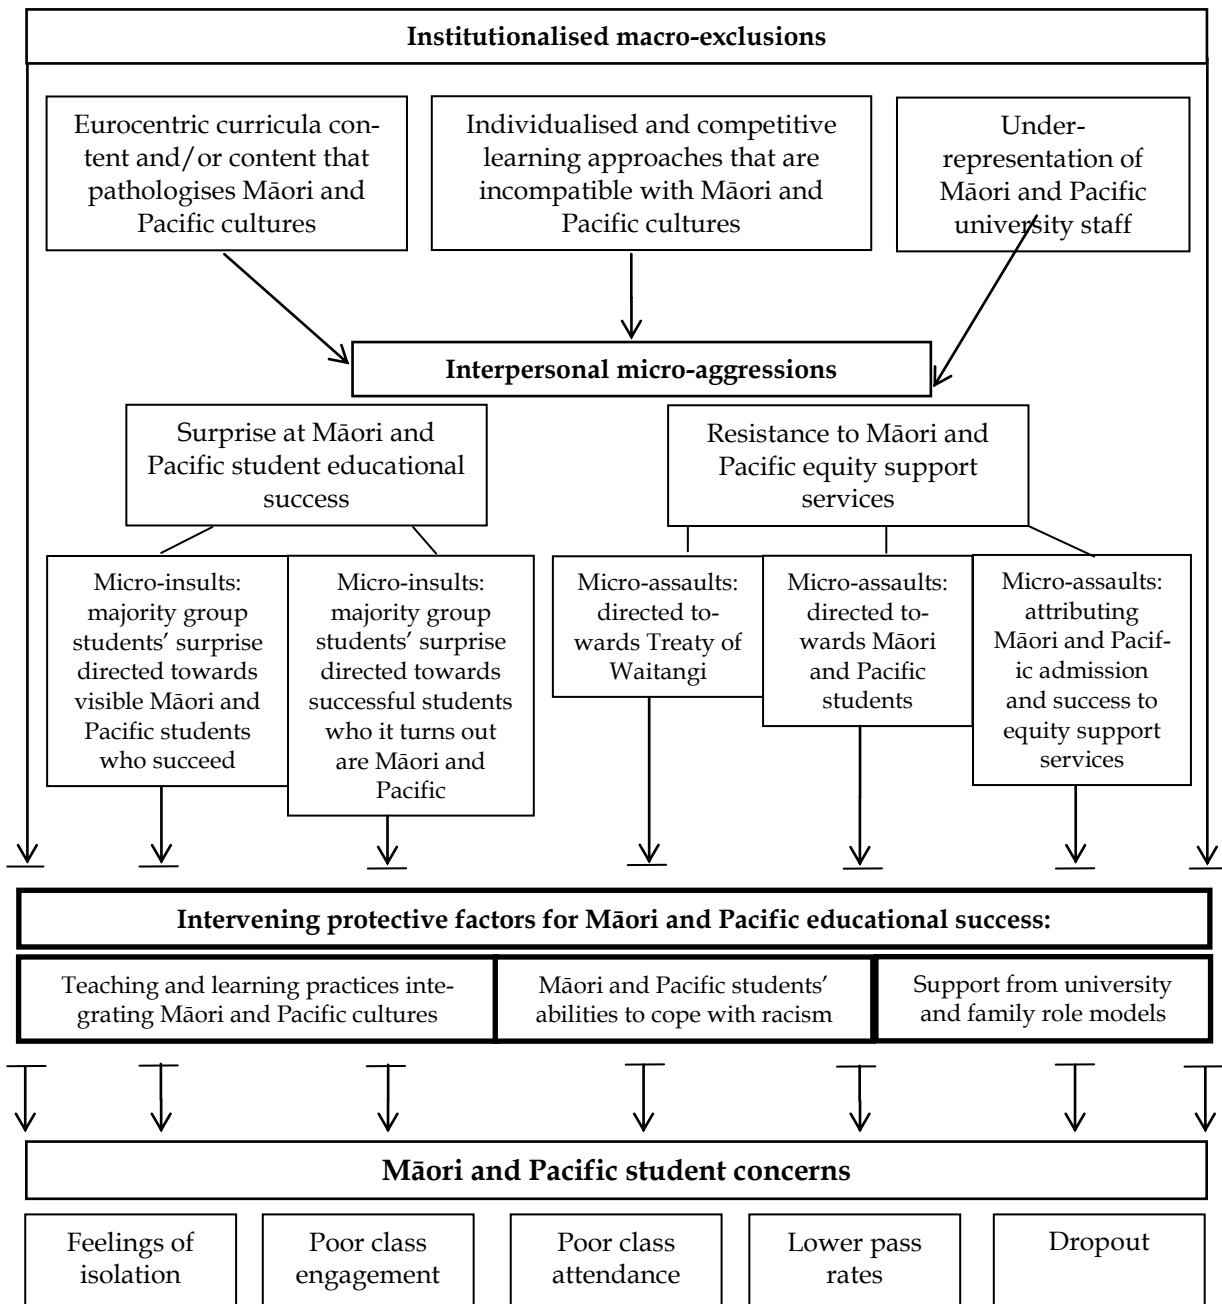 Institutionalised macro-exclusions
Eurocentric curricula con-
tent and/or content that
pathologises Māori and
Pacific cultures
Individualised and competitive
learning approaches that are
incompatible with Māori and
Pacific cultures
Under-
representation of
Māori and Pacific
university staff
Interpersonal micro-aggressions
Surprise at Māori and
Pacific student educational
success
Resistance to Māori and
Pacific equity support
services
Micro-insults:
majority group
students’ surprise
directed towards
visible Māori and
Pacific students
who succeed
Micro-insults:
majority group
students’ surprise
directed towards
successful students
who it turns out
are Māori and
Pacific
Micro-assaults:
directed to-
wards Treaty of
Waitangi
Micro-assaults:
directed to-
wards Māori
and Pacific
students
Micro-assaults:
attributing
Māori and Pacif-
ic admission
and success to
equity support
services
Intervening protective factors for Māori and Pacific educational success:
Teaching and learning practices inte-
grating Māori and Pacific cultures
Māori and Pacific students’
abilities to cope with racism
Support from university
and family role models
Māori and Pacific student concerns
Feelings of
isolation
Poor class
engagement
Poor class
attendance
Lower pass
rates
Dropout